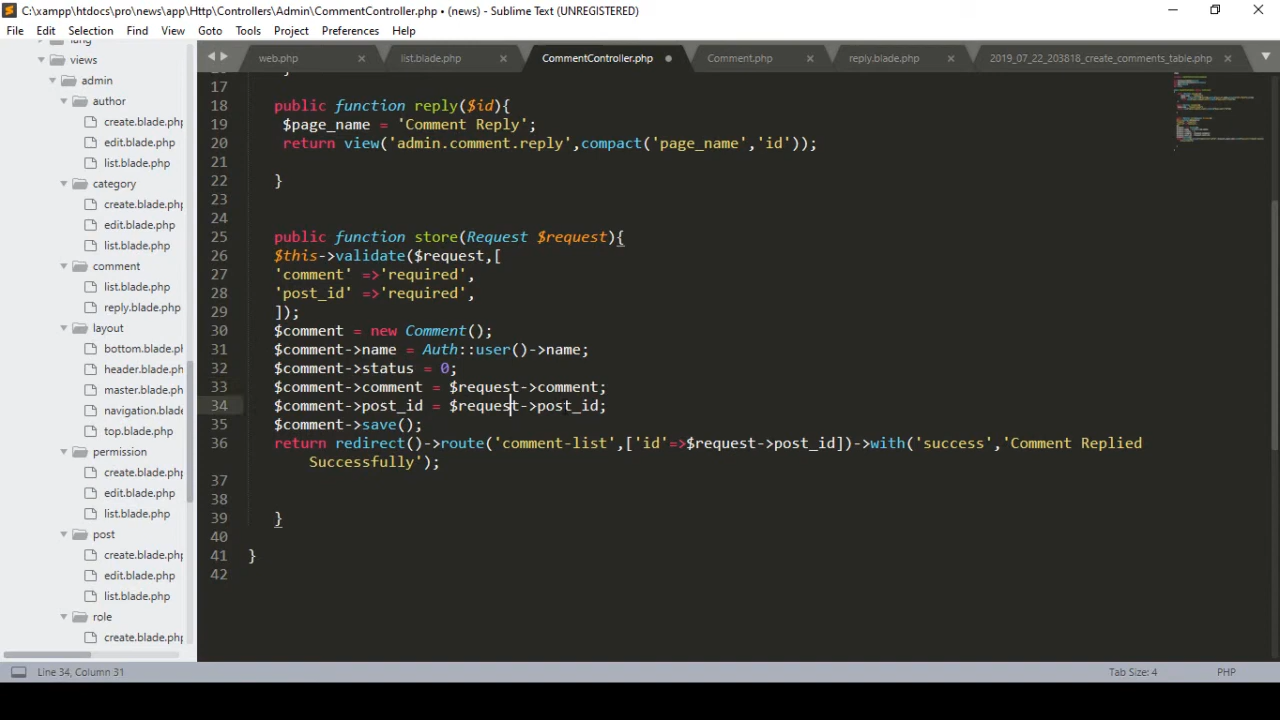 C:\xampp\htdocs\pro\news\app\Http\Controllers\Admin\CommentController.php • (news) - Sublime Text (UNREGISTERED)
File Edit Selection Find View Goto Tools Project Preferences Help
lang
views
admin
author
create.blade.php
edit.blade.php
list.blade.php
category
create.blade.php
edit.blade.php
list.blade.php
comment
list.blade.php
reply.blade.php
layout
bottom.blade.ph
header.blade.php
master.blade.php
navigation.blade
top.blade.php
permission
create.blade.php
edit.blade.php
list.blade.php
post
create.blade.php
edit.blade.php
list.blade.php
role
create.blade.php
web.php list.blade.php CommentController.php Comment.php reply.blade.php 2019_07_22_203818_create_comments_table.php
17
18 public function reply($id){
19 $page_name = 'Comment Reply';
20 return view('admin.comment.reply',compact('page_name','id'));
21
22 }
23
24
25 public function store(Request $request){
26 $this->validate($request,[
27 'comment' =>'required',
28 'post_id' =>'required',
29 ]);
30 $comment = new Comment();
31 $comment->name = Auth::user()->name;
32 $comment->status = 0;
33 $comment->comment = $request->comment;
34 $comment->post_id = $request->post_id;
35 $comment->save();
36 return redirect()->route('comment-list',['id'=>$request->post_id])->with('success','Comment Replied
Successfully');
37
38
39 }
40
41 }
42
Line 34, Column 31 Tab Size: 4 PHP